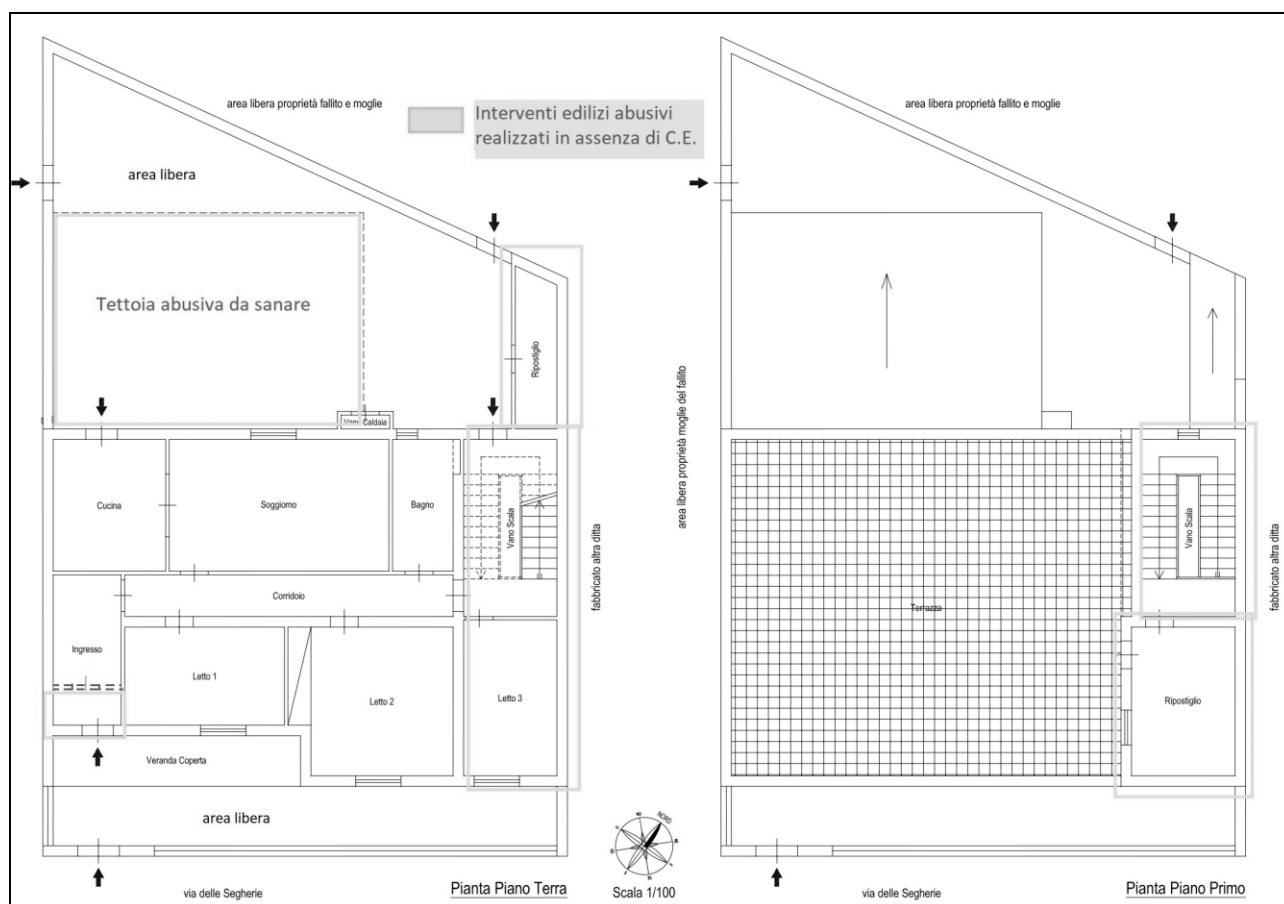 area libera proprietà fallito e moglie
Interventi edilizi abusivi
realizzati in assenza di C.E.
area libera
Tettoia abusiva da sanare
Ripostiglio
Vano Caldaia
Cucina
Soggiorno
Bagno
Vano Scala
Corridoio
Ingresso
Letto 1
Letto 2
Letto 3
Veranda Coperta
area libera
fabbricato altra ditta
via delle Segherie
Pianta Piano Terra
NORD
Scala 1/100
area libera proprietà fallito e moglie
area libera proprietà moglie del fallito
Vano Scala
Terrazza
Ripostiglio
fabbricato altra ditta
via delle Segherie
Pianta Piano Primo